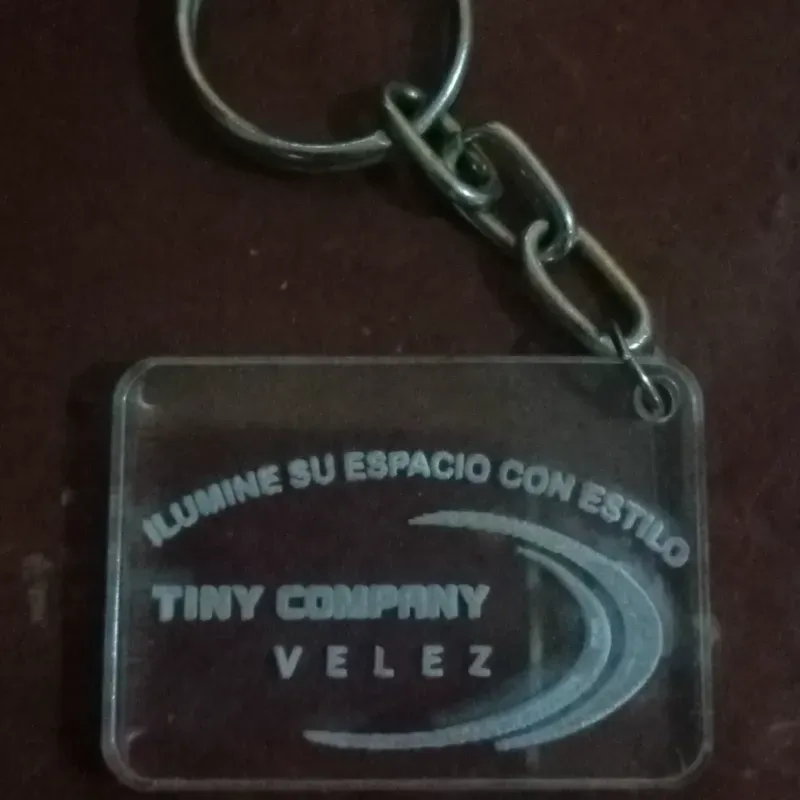 ILUMINE SU ESPACIO CON ESTILO
TINY COMPANY
VELEZ